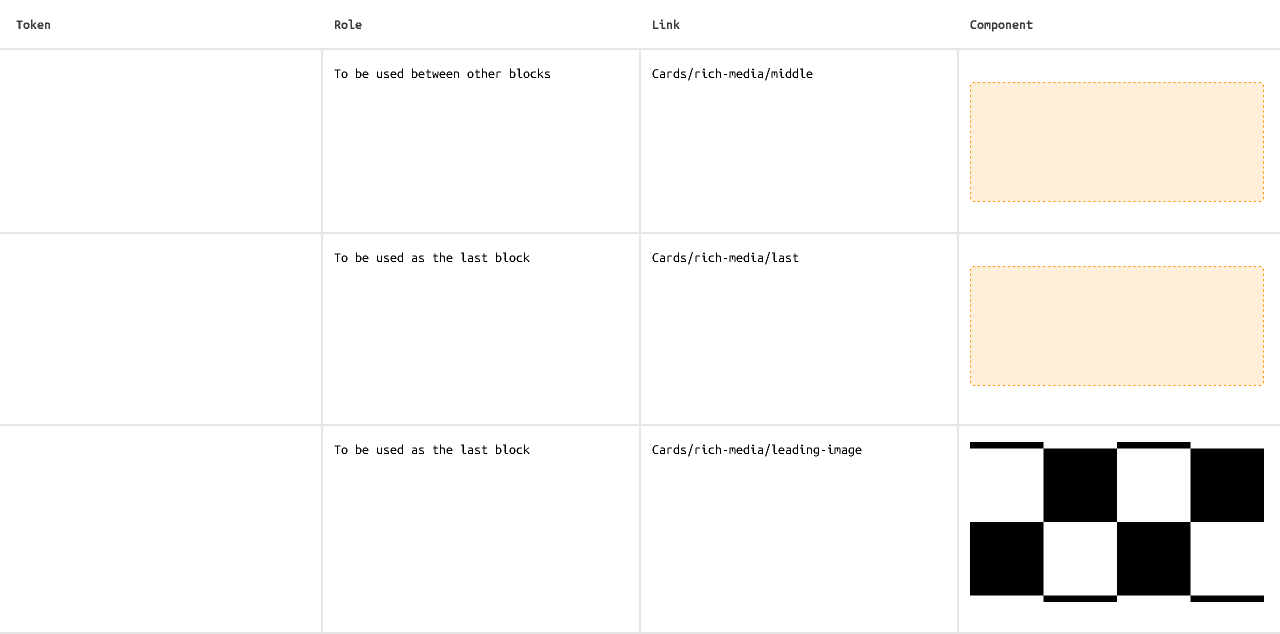 Token Role Link Component
To be used between other blocks Cards/rich-media/middle
To be used as the last block Cards/rich-media/last
To be used as the last block Cards/rich-media/leading-image